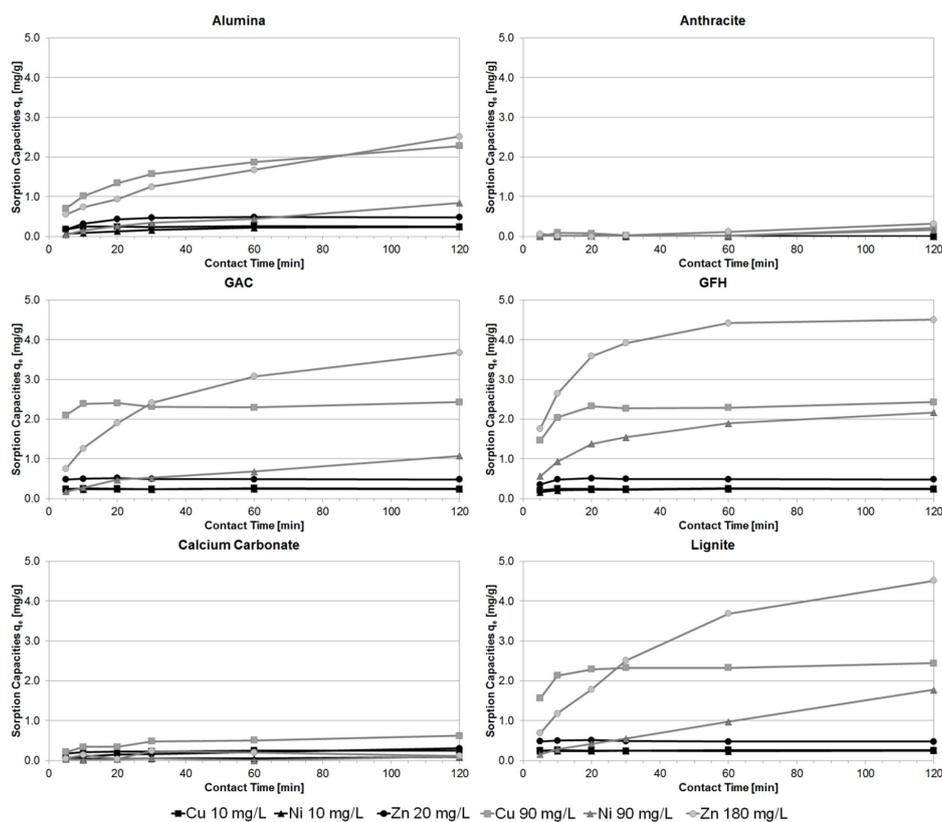 Alumina
Sorption Capacities qₑ [mg/g]
5.0
4.0
3.0
2.0
1.0
0.0
0 20 40 60 80 100 120
Contact Time [min]
Anthracite
Sorption Capacities qₑ [mg/g]
5.0
4.0
3.0
2.0
1.0
0.0
0 20 40 60 80 100 120
Contact Time [min]
GAC
Sorption Capacities qₑ [mg/g]
5.0
4.0
3.0
2.0
1.0
0.0
0 20 40 60 80 100 120
Contact Time [min]
GFH
Sorption Capacities qₑ [mg/g]
5.0
4.0
3.0
2.0
1.0
0.0
0 20 40 60 80 100 120
Contact Time [min]
Calcium Carbonate
Sorption Capacities qₑ [mg/g]
5.0
4.0
3.0
2.0
1.0
0.0
0 20 40 60 80 100 120
Contact Time [min]
Lignite
Sorption Capacities qₑ [mg/g]
5.0
4.0
3.0
2.0
1.0
0.0
0 20 40 60 80 100 120
Contact Time [min]
Cu 10 mg/L Ni 10 mg/L Zn 20 mg/L Cu 90 mg/L Ni 90 mg/L Zn 180 mg/L